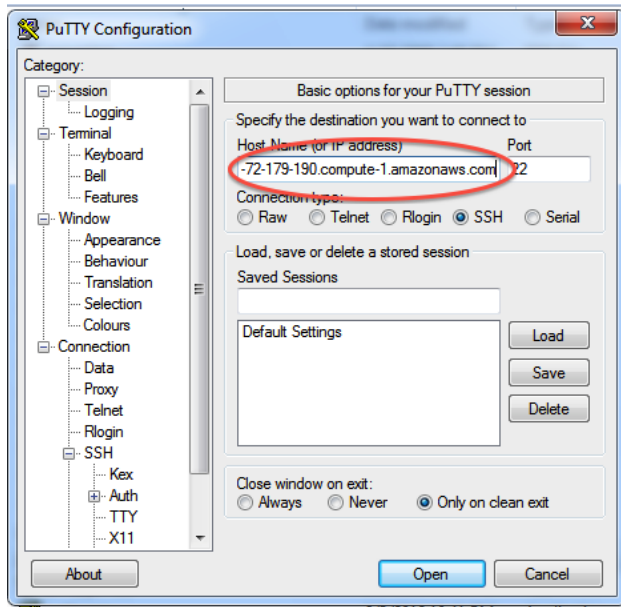 PuTTY Configuration
Category:
Session
Logging
Terminal
Keyboard
Bell
Features
Window
Appearance
Behaviour
Translation
Selection
Colours
Connection
Data
Proxy
Telnet
Rlogin
SSH
Kex
Auth
TTY
X11
Basic options for your PuTTY session
Specify the destination you want to connect to
Host Name (or IP address) Port
-72-179-190.compute-1.amazonaws.com 22
Connection type:
Raw Telnet Rlogin SSH Serial
Load, save or delete a stored session
Saved Sessions
Default Settings
Load
Save
Delete
Close window on exit:
Always Never Only on clean exit
About Open Cancel